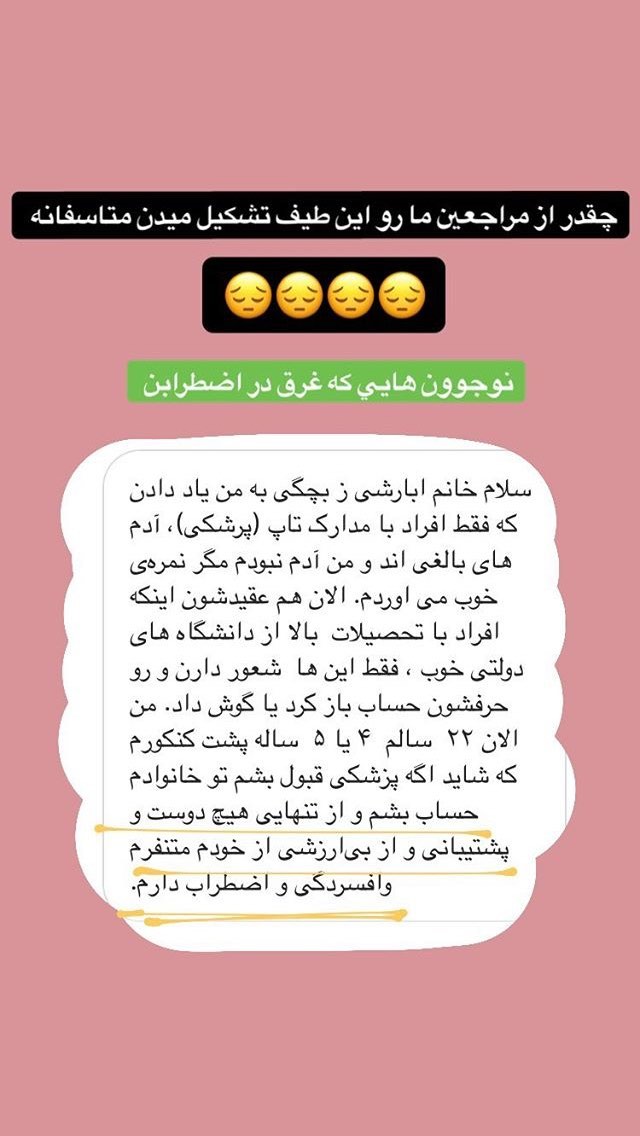 چقدر از مراجعین ما رو این طیف تشکیل میدن متاسفانه
😔😔😔😔
نوجوون هايي که غرق در اضطرابن
سلام خانم ابارشی ز بچگی به من یاد دادن
که فقط افراد با مدارک تاپ (پرشکی)، آدم
های بالغی اند و من آدم نبودم مگر نمره‌ی
خوب می اوردم. الان هم عقیدشون اینکه
افراد با تحصیلات بالا از دانشگاه های
دولتی خوب ، فقط این ها شعور دارن و رو
حرفشون حساب باز کرد یا گوش داد. من
الان ۲۲ سالم ۴ یا ۵ ساله پشت کنکورم
که شاید اگه پزشکی قبول بشم تو خانوادم
حساب بشم و از تنهایی هیچ دوست و
پشتیبانی و از بی‌ارزشی از خودم متنفرم
وافسردگی و اضطراب دارم.